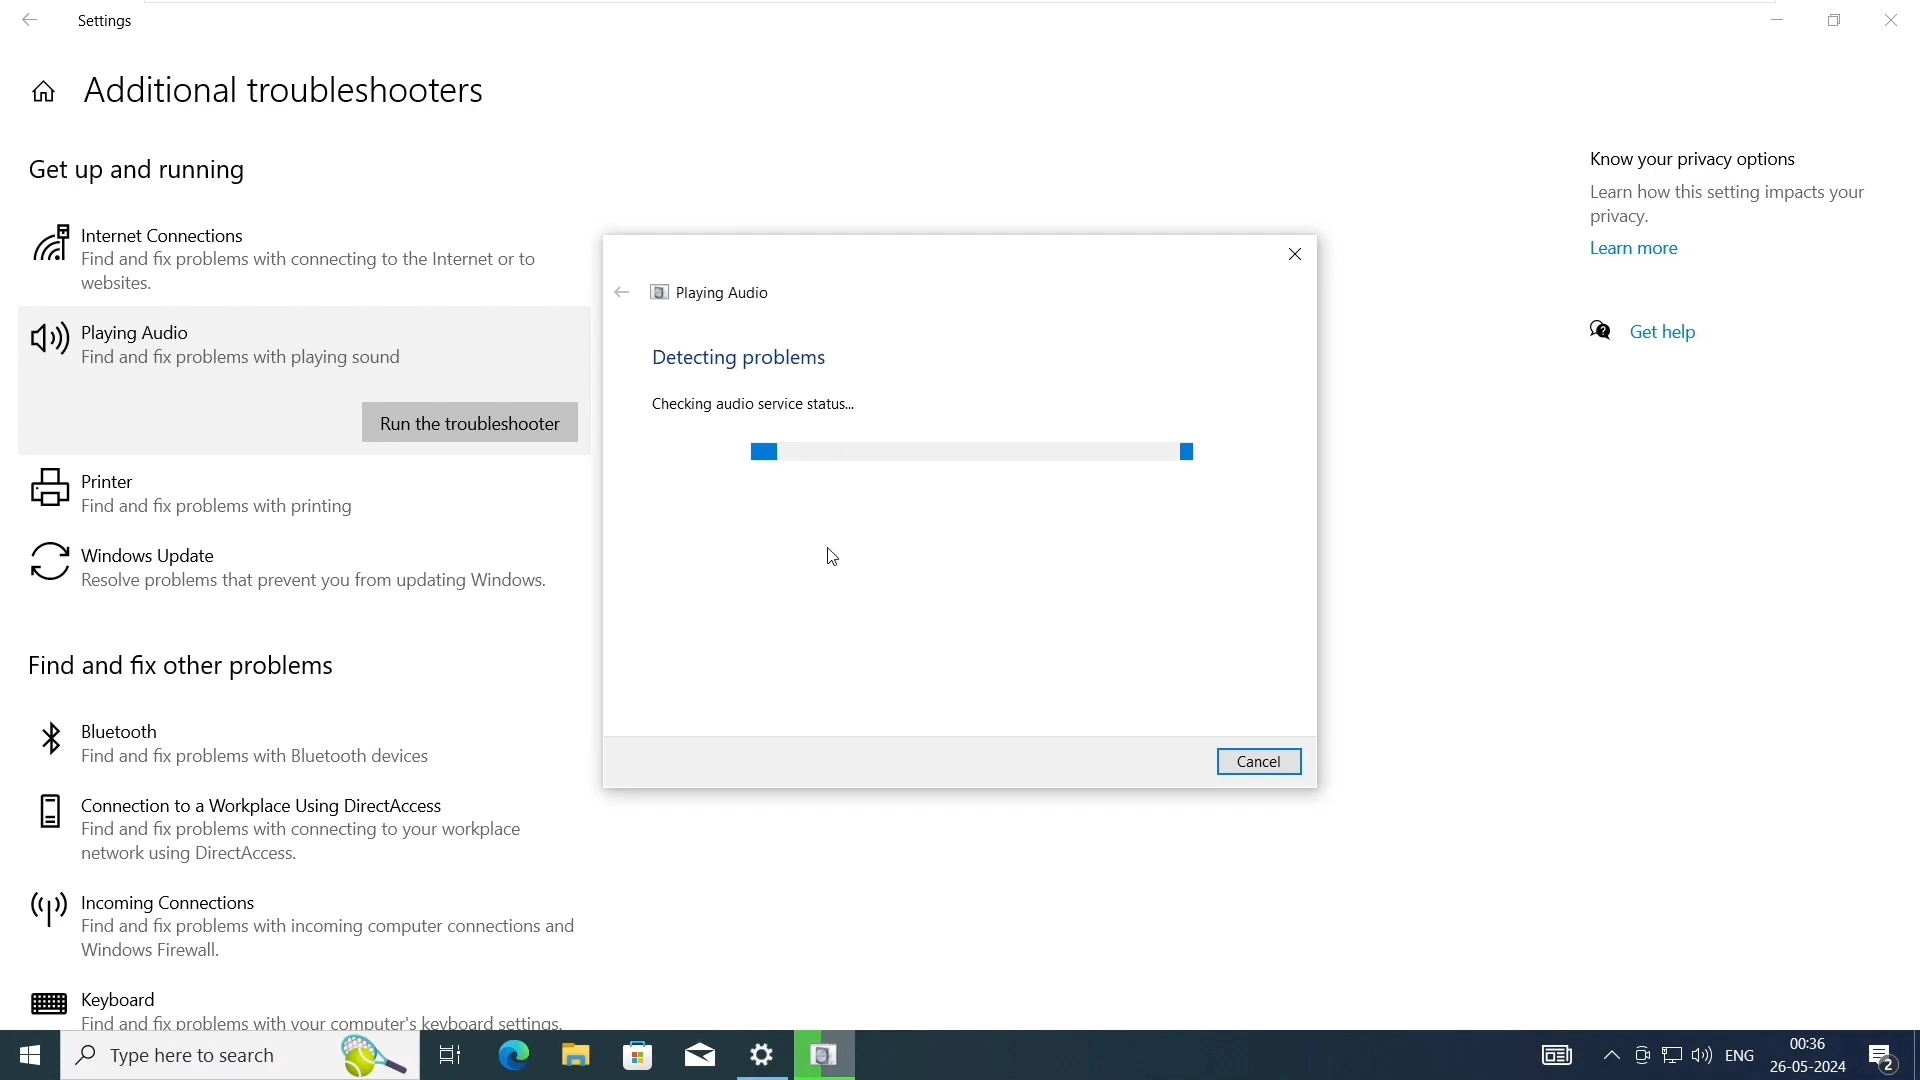 Settings
Additional troubleshooters
Get up and running
Internet Connections
Find and fix problems with connecting to the Internet or to
websites.
Playing Audio
Find and fix problems with playing sound
Run the troubleshooter
Printer
Find and fix problems with printing
Windows Update
Resolve problems that prevent you from updating Windows.
Find and fix other problems
Bluetooth
Find and fix problems with Bluetooth devices
Connection to a Workplace Using DirectAccess
Find and fix problems with connecting to your workplace
network using DirectAccess.
Incoming Connections
Find and fix problems with incoming computer connections and
Windows Firewall.
Keyboard
Find and fix problems with your computer's keyboard settings.
Playing Audio
Detecting problems
Checking audio service status...
Cancel
Know your privacy options
Learn how this setting impacts your
privacy.
Learn more
Get help
Type here to search
ENG
00:36
26-05-2024
2